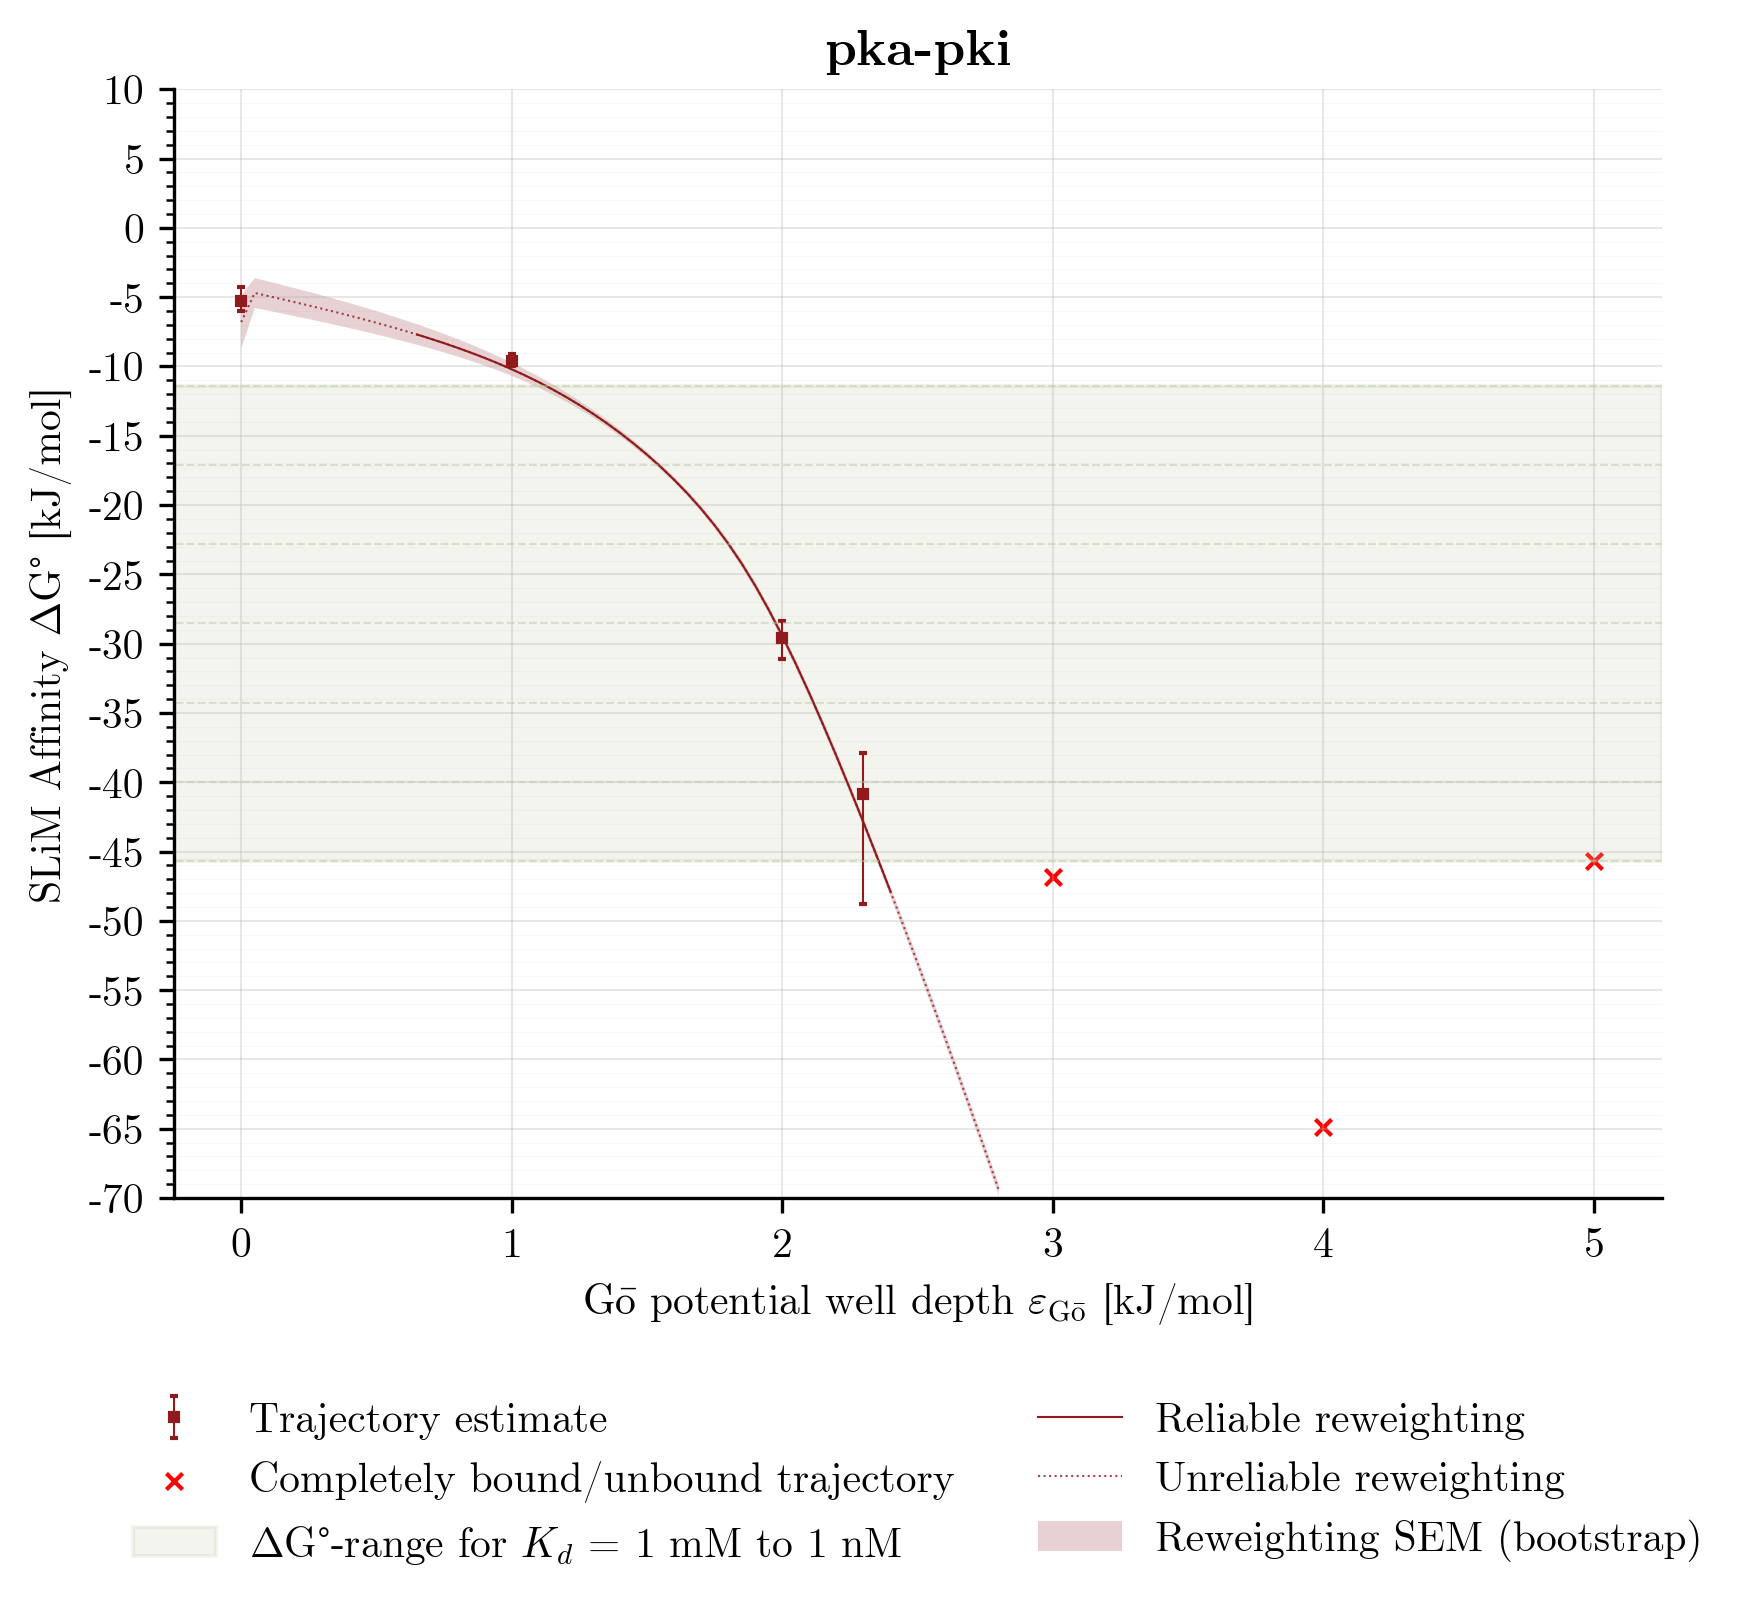 pka-pki
10
5
0
-5
-10
-15
-20
-25
-30
-35
-40
-45
-50
-55
-60
-65
-70
SLiM Affinity ΔG° [kJ/mol]
0 1 2 3 4 5
Gō potential well depth ε_Gō [kJ/mol]
Trajectory estimate
Completely bound/unbound trajectory
ΔG°-range for K_d = 1 mM to 1 nM
Reliable reweighting
Unreliable reweighting
Reweighting SEM (bootstrap)